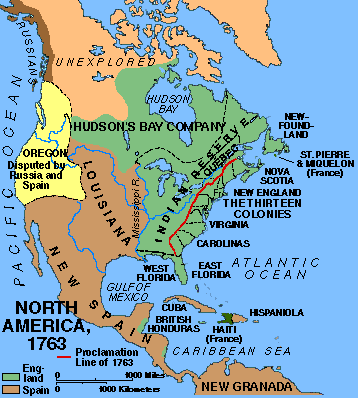 RUSSIANS
UNEXPLORED
HUDSON
BAY
HUDSON'S BAY COMPANY
PACIFIC OCEAN
OREGON
Disputed by
Russia and
Spain
LOUISIANA
Mississippi R.
INDIAN RESERVE
QUEBEC
NEW-
FOUND-
LAND
ST. PIERRE
& MIQUELON
(France)
NOVA
SCOTIA
NEW ENGLAND
THE THIRTEEN
COLONIES
VIRGINIA
CAROLINAS
ATLANTIC
OCEAN
WEST
FLORIDA
EAST
FLORIDA
GULF OF
MEXICO
NEW SPAIN
CUBA
BRITISH
HONDURAS
HAITI
(France)
HISPANIOLA
CARIBBEAN SEA
NEW GRANADA
NORTH
AMERICA,
1763
Proclamation
Line of 1763
Eng-
land
Spain
0 1000 Miles
0 1000 Kilometers